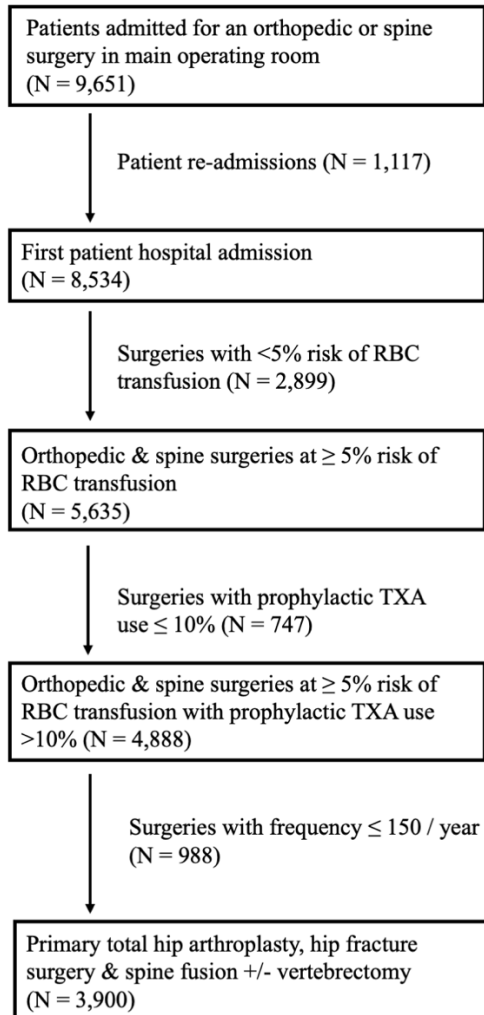 Patients admitted for an orthopedic or spine
surgery in main operating room
(N = 9,651)
Patient re-admissions (N = 1,117)
First patient hospital admission
(N = 8,534)
Surgeries with <5% risk of RBC
transfusion (N = 2,899)
Orthopedic & spine surgeries at ≥ 5% risk of
RBC transfusion
(N = 5,635)
Surgeries with prophylactic TXA
use ≤ 10% (N = 747)
Orthopedic & spine surgeries at ≥ 5% risk of
RBC transfusion with prophylactic TXA use
>10% (N = 4,888)
Surgeries with frequency ≤ 150 / year
(N = 988)
Primary total hip arthroplasty, hip fracture
surgery & spine fusion +/- vertebrectomy
(N = 3,900)